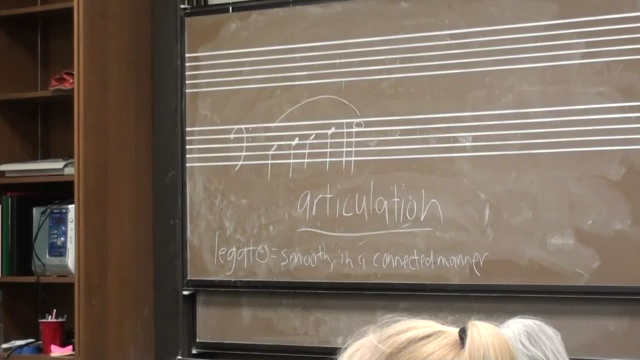 articulation
legato = smooth, in a connected manner